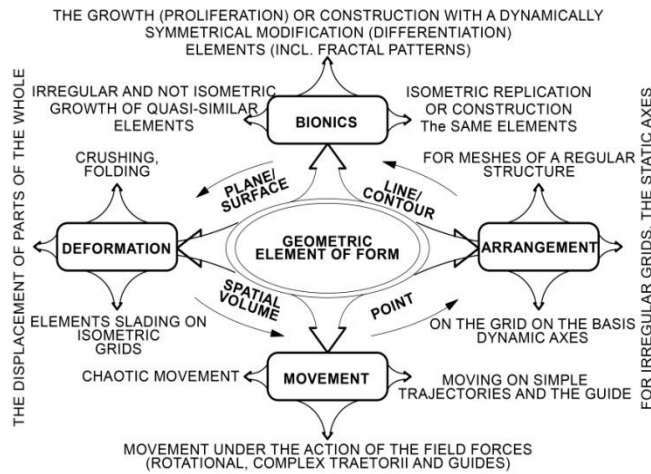 THE GROWTH (PROLIFERATION) OR CONSTRUCTION WITH A DYNAMICALLY
SYMMETRICAL MODIFICATION (DIFFERENTIATION)
ELEMENTS (INCL. FRACTAL PATTERNS)
IRREGULAR AND NOT ISOMETRIC
GROWTH OF QUASI-SIMILAR
ELEMENTS
BIONICS
ISOMETRIC REPLICATION
OR CONSTRUCTION
The SAME ELEMENTS
THE DISPLACEMENT OF PARTS OF THE WHOLE
CRUSHING,
FOLDING
PLANE/
SURFACE
LINE/
CONTOUR
FOR MESHES OF A REGULAR
STRUCTURE
FOR IRREGULAR GRIDS, THE STATIC AXES
DEFORMATION
GEOMETRIC
ELEMENT OF FORM
ARRANGEMENT
ELEMENTS SLADING ON
ISOMETRIC
GRIDS
SPATIAL
VOLUME
POINT
ON THE GRID ON THE BASIS
DYNAMIC AXES
CHAOTIC MOVEMENT
MOVEMENT
MOVING ON SIMPLE
TRAJECTORIES AND THE GUIDE
MOVEMENT UNDER THE ACTION OF THE FIELD FORCES
(ROTATIONAL, COMPLEX TRAETORII AND GUIDES)